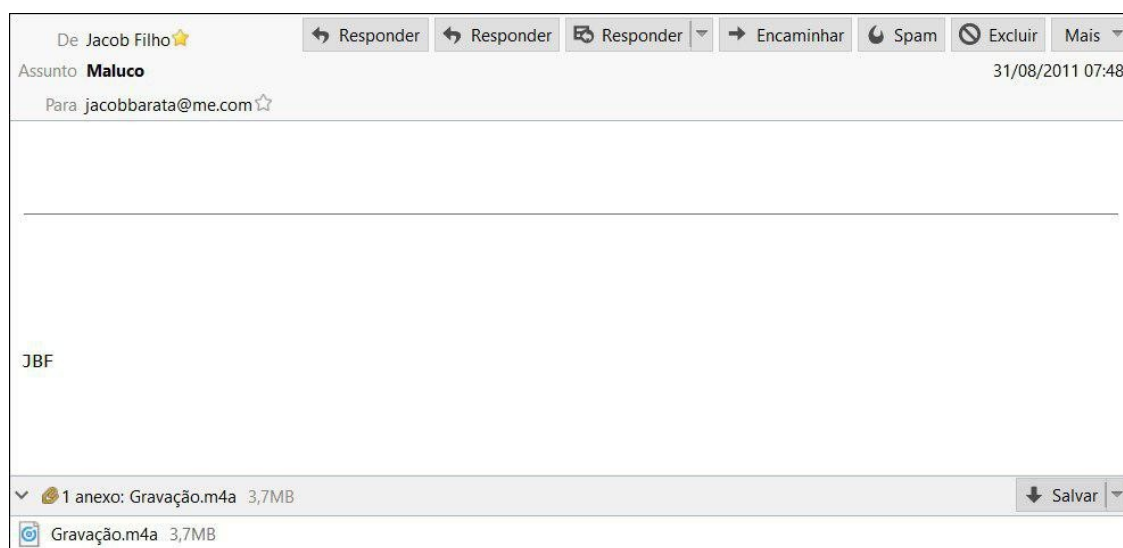 De Jacob Filho Responder Responder Responder Encaminhar Spam Excluir Mais
Assunto Maluco 31/08/2011 07:48
Para jacobbarata@me.com
JBF
1 anexo: Gravação.m4a 3,7MB Salvar
Gravação.m4a 3,7MB